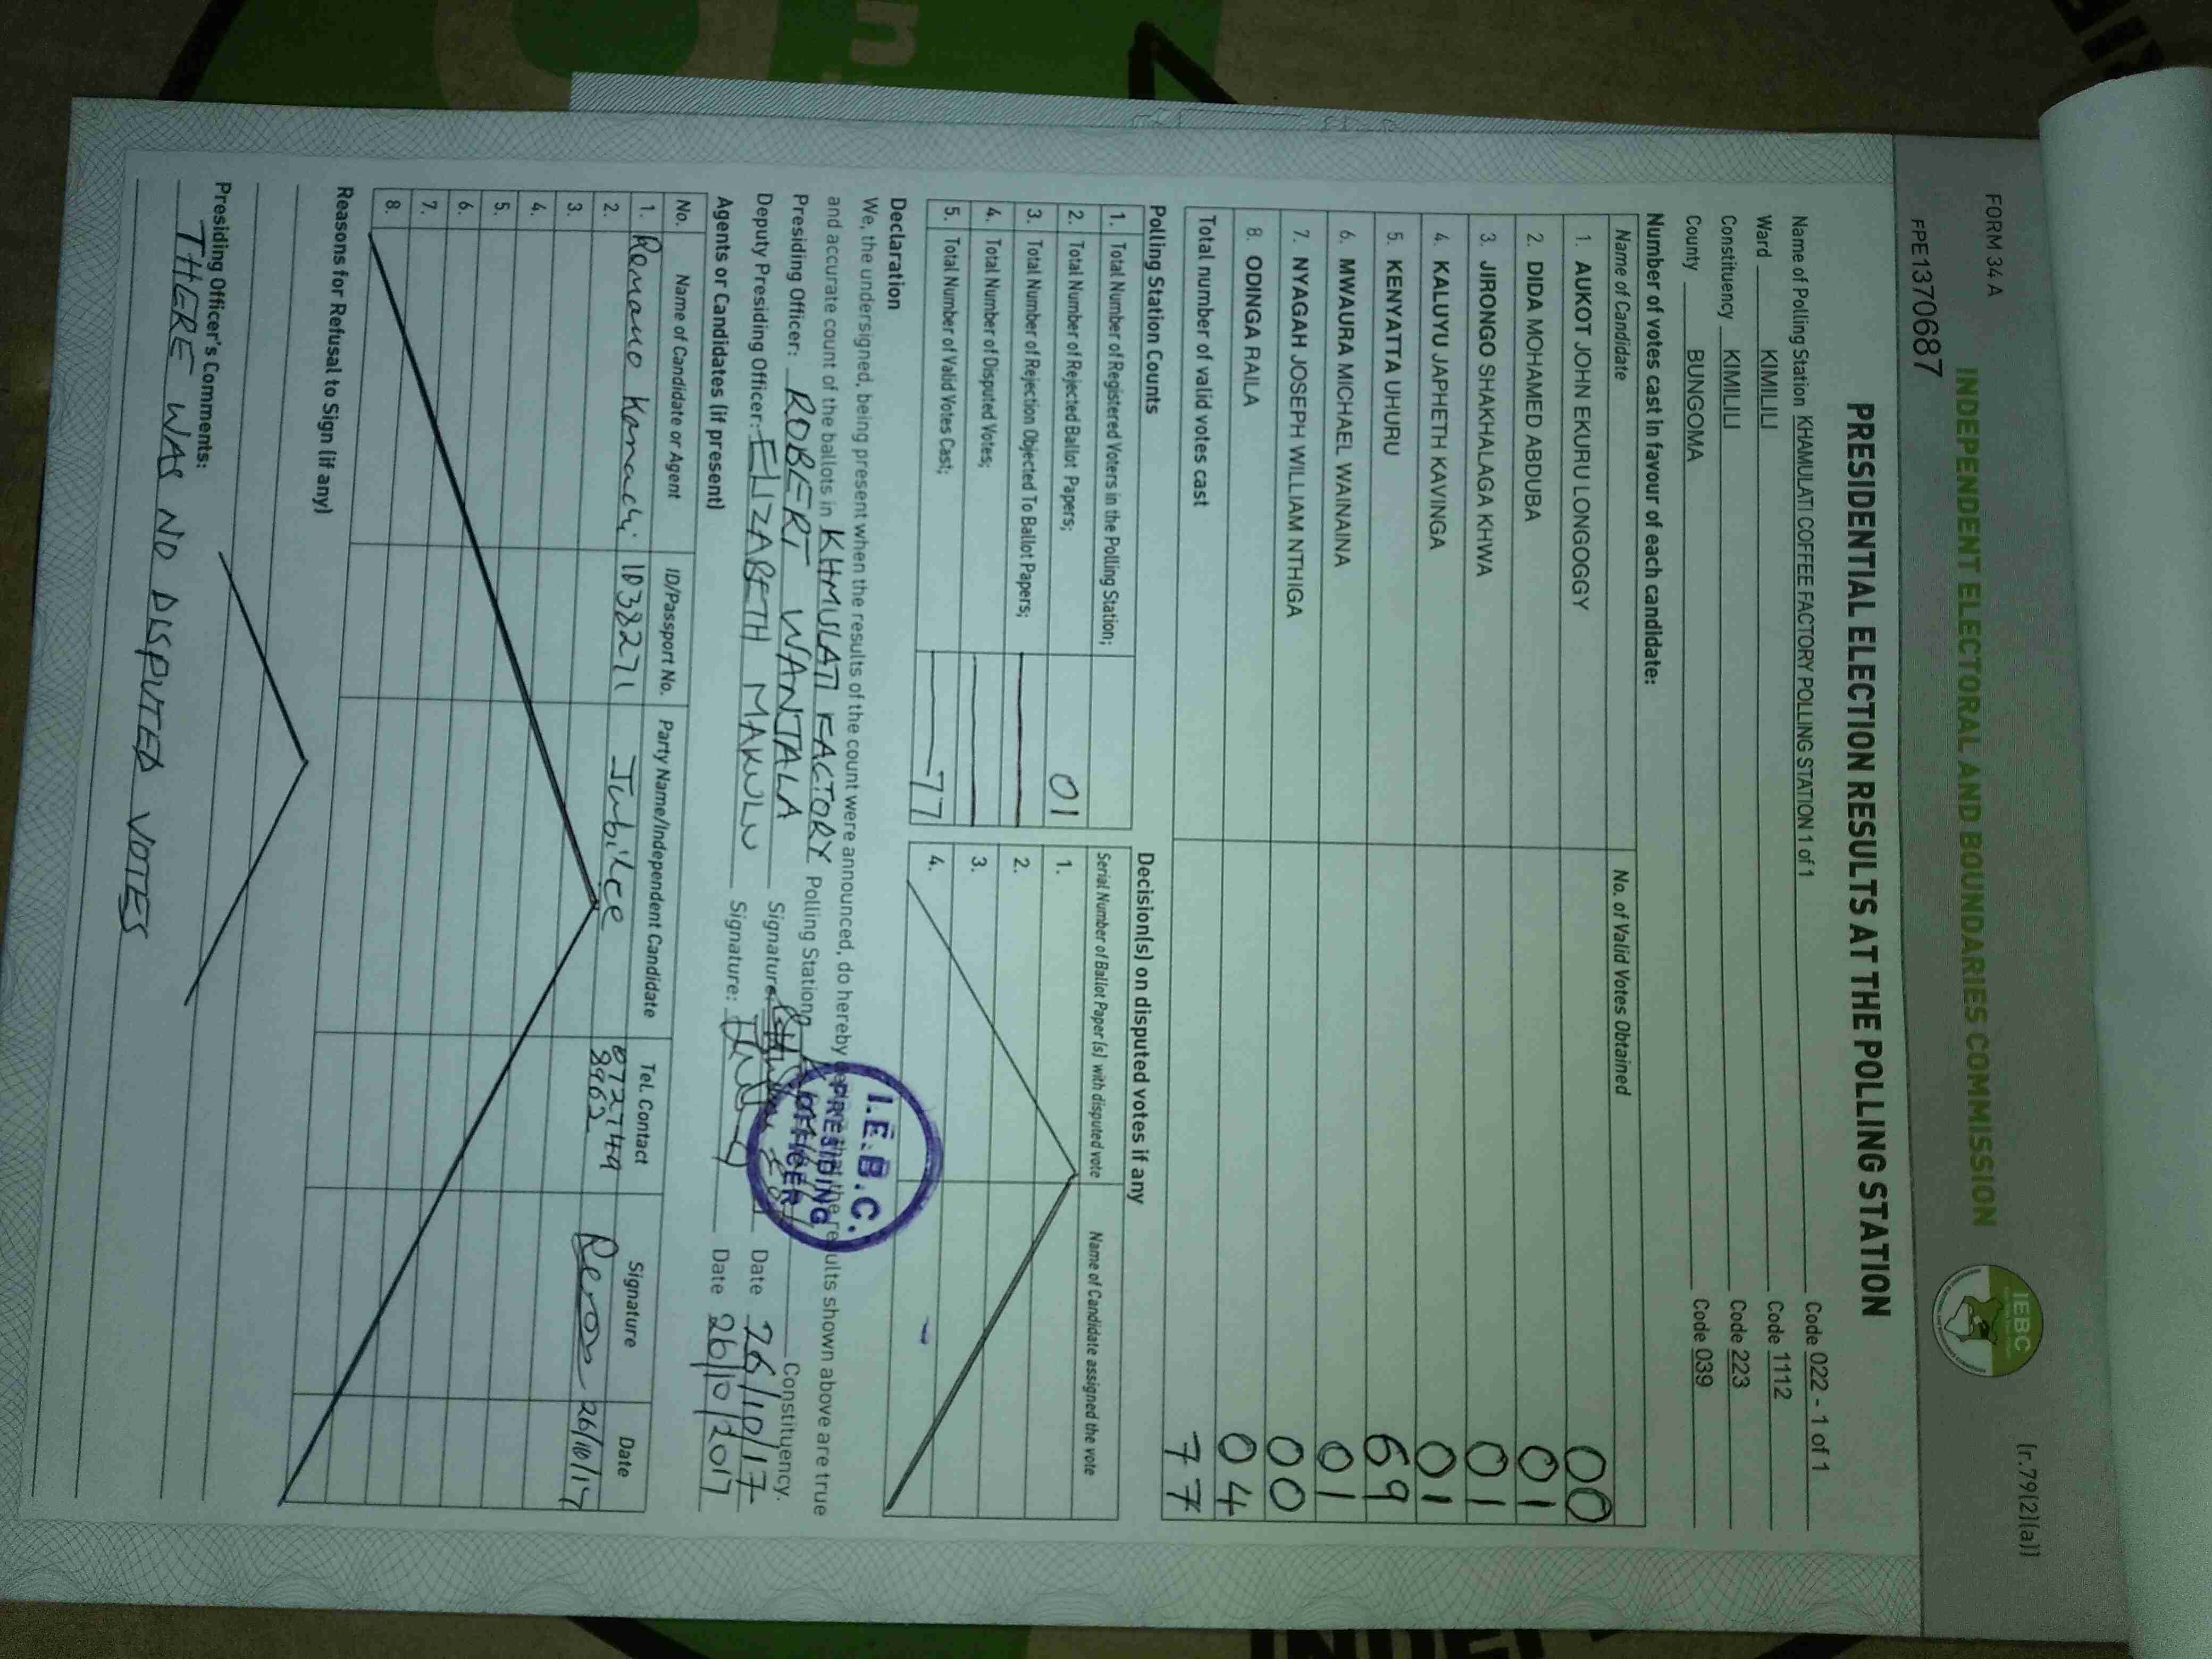 FORM 34 A
[r.79(2)(a)]
FPE1370687
INDEPENDENT ELECTORAL AND BOUNDARIES COMMISSION
IEBC
PRESIDENTIAL ELECTION RESULTS AT THE POLLING STATION
Name of Polling Station KHAMULATI COFFEE FACTORY POLLING STATION 1 of 1 Code 022 - 1 of 1
Ward KIMILILI Code 1112
Constituency KIMILILI Code 223
County BUNGOMA Code 039
Number of votes cast in favour of each candidate:
Name of Candidate No. of Valid Votes Obtained
1. AUKOT JOHN EKURU LONGOGGY 00
2. DIDA MOHAMED ABDUBA 01
3. JIRONGO SHAKHALAGA KHWA 01
4. KALUYU JAPHETH KAVINGA 01
5. KENYATTA UHURU 69
6. MWAURA MICHAEL WAINAINA 01
7. NYAGAH JOSEPH WILLIAM NTHIGA 00
8. ODINGA RAILA 04
Total number of valid votes cast 77
Polling Station Counts
1. Total Number of Registered Voters in the Polling Station;
2. Total Number of Rejected Ballot Papers; 01
3. Total Number of Rejection Objected To Ballot Papers;
4. Total Number of Disputed Votes;
5. Total Number of Valid Votes Cast; 77
Decision(s) on disputed votes if any
Serial Number of Ballot Paper (s) with disputed vote Name of Candidate assigned the vote
1.
2.
3.
4.
Declaration
We, the undersigned, being present when the results of the count were announced, do hereby declare that the results shown above are true
and accurate count of the ballots in KHMULATI FACTORY Polling Station, Constituency.
Presiding Officer: ROBERT WANJALA Signature: Date 26/10/17
Deputy Presiding Officer: ELIZABETH MAKULU Signature: Date 26/10/2017
I.E.B.C.
PRESIDING
OFFICER
Agents or Candidates (if present)
No. Name of Candidate or Agent ID/Passport No. Party Name/Independent Candidate Tel. Contact Signature Date
1. Kamachi ID33271 Jubilee 0727449 8962 26/10/17
2.
3.
4.
5.
6.
7.
8.
Reasons for Refusal to Sign (if any)
Presiding Officer's Comments:
THERE WAS NO DISPUTED VOTES